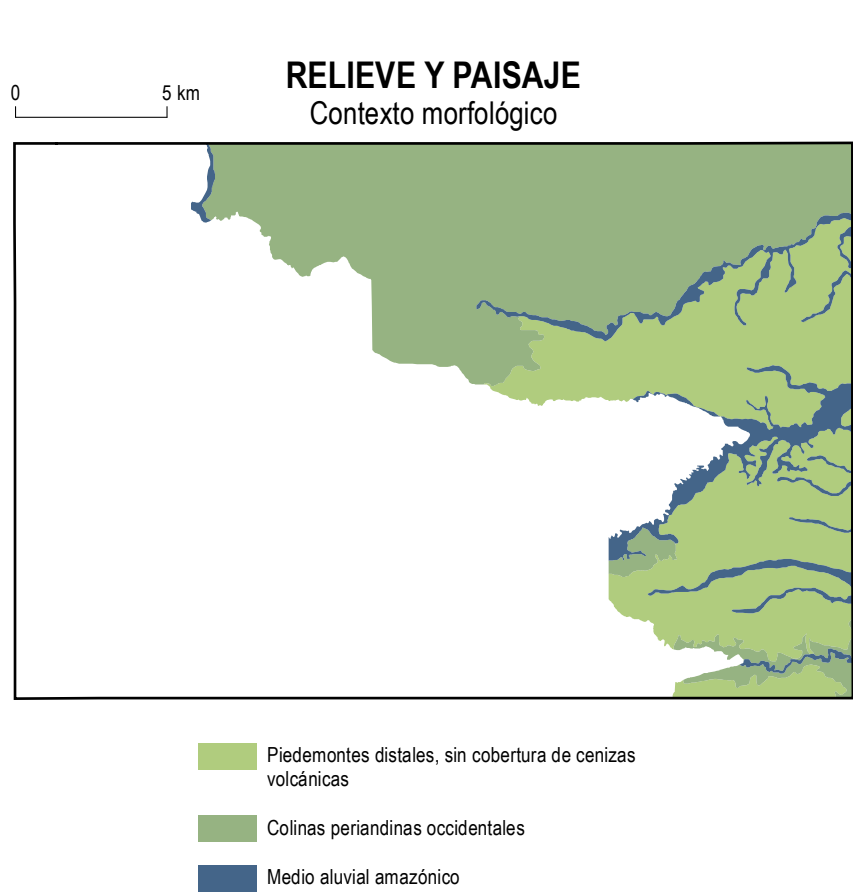 RELIEVE Y PAISAJE
Contexto morfológico
0 5 km
Piedemontes distales, sin cobertura de cenizas
volcánicas
Colinas periandinas occidentales
Medio aluvial amazónico